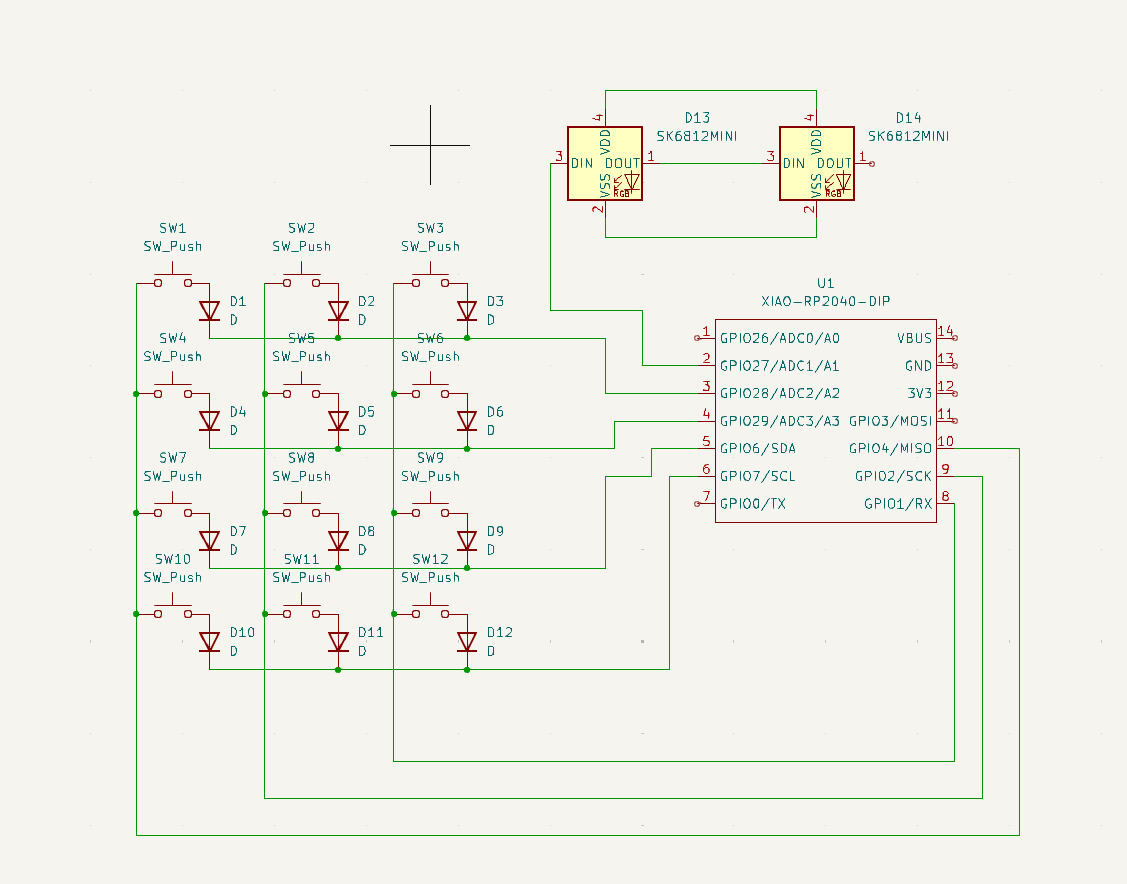 D13
SK6812MINI
D14
SK6812MINI
4
VDD
3
DIN
DOUT
1
VSS
RGB
2
4
VDD
3
DIN
DOUT
1
VSS
RGB
2
SW1
SW_Push
SW2
SW_Push
SW3
SW_Push
D1
D
D2
D
D3
D
SW4
SW_Push
SW5
SW_Push
SW6
SW_Push
D4
D
D5
D
D6
D
SW7
SW_Push
SW8
SW_Push
SW9
SW_Push
D7
D
D8
D
D9
D
SW10
SW_Push
SW11
SW_Push
SW12
SW_Push
D10
D
D11
D
D12
D
U1
XIAO-RP2040-DIP
1 GPIO26/ADC0/A0 VBUS 14
2 GPIO27/ADC1/A1 GND 13
3 GPIO28/ADC2/A2 3V3 12
4 GPIO29/ADC3/A3 GPIO3/MOSI 11
5 GPIO6/SDA GPIO4/MISO 10
6 GPIO7/SCL GPIO2/SCK 9
7 GPIO0/TX GPIO1/RX 8